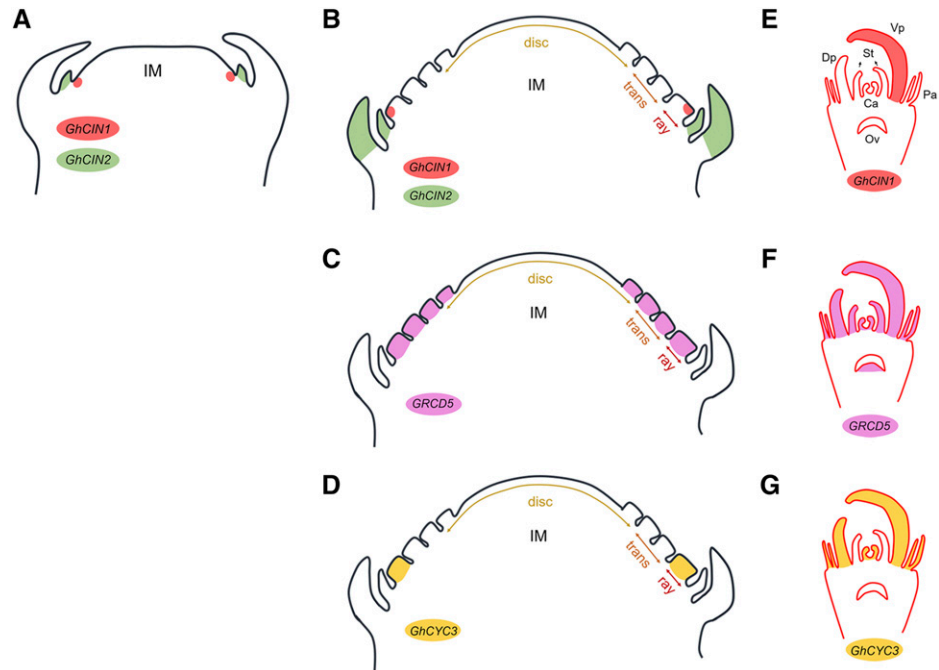 A
IM
GhCIN1
GhCIN2
B
disc
IM
trans
ray
GhCIN1
GhCIN2
E
Vp
Dp
St
Pa
Ca
Ov
GhCIN1
C
disc
IM
trans
ray
GRCD5
F
GRCD5
D
disc
IM
trans
ray
GhCYC3
G
GhCYC3